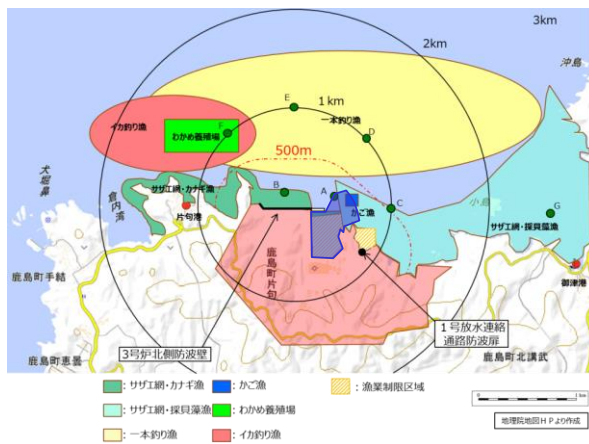 3km
2km
沖島
E
1km
一本釣り漁
イカ釣り漁
F
わかめ養殖場
D
500m
犬堀鼻
サザエ網・カナギ漁
B
A
倉内湾
片句港
かご漁
C
小島
サザエ網・採貝藻漁
G
鹿島町手結
鹿島町片句
御津港
3号炉北側防波壁
1号放水連絡
通路防波扉
鹿島町恵曇
鹿島町北講武
:サザエ網・カナギ漁
:かご漁
:漁業制限区域
:サザエ網・採貝藻漁
:わかめ養殖場
:一本釣り漁
:イカ釣り漁
0
1km
地理院地図HPより作成